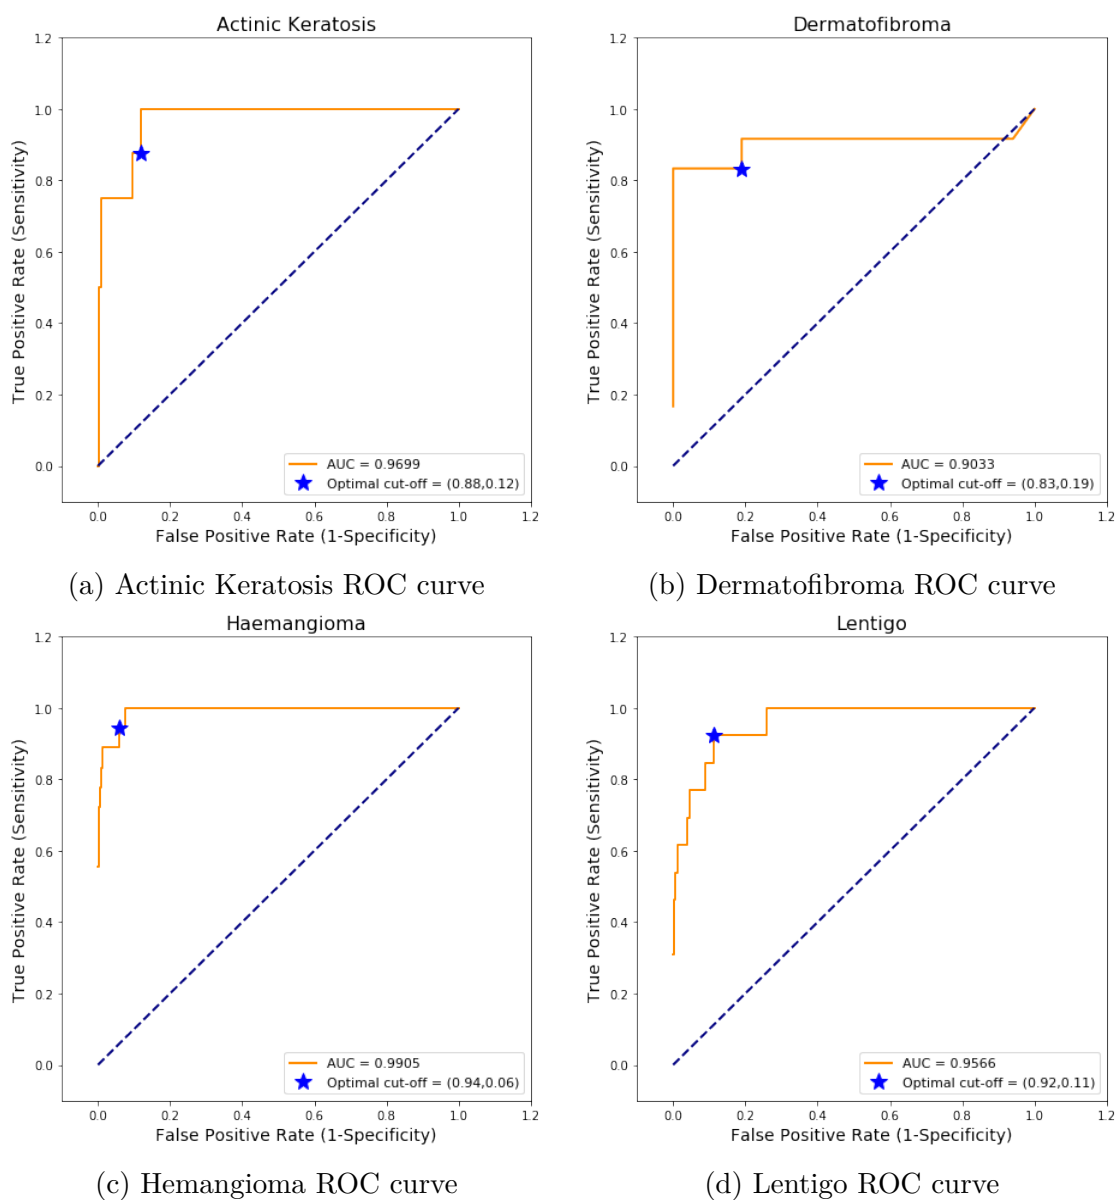 Actinic Keratosis
1.2
1.0
0.8
0.6
0.4
0.2
0.0
True Positive Rate (Sensitivity)
AUC = 0.9699
Optimal cut-off = (0.88,0.12)
0.0 0.2 0.4 0.6 0.8 1.0 1.2
False Positive Rate (1-Specificity)
(a) Actinic Keratosis ROC curve
Dermatofibroma
1.2
1.0
0.8
0.6
0.4
0.2
0.0
True Positive Rate (Sensitivity)
AUC = 0.9033
Optimal cut-off = (0.83,0.19)
0.0 0.2 0.4 0.6 0.8 1.0 1.2
False Positive Rate (1-Specificity)
(b) Dermatofibroma ROC curve
Haemangioma
1.2
1.0
0.8
0.6
0.4
0.2
0.0
True Positive Rate (Sensitivity)
AUC = 0.9905
Optimal cut-off = (0.94,0.06)
0.0 0.2 0.4 0.6 0.8 1.0 1.2
False Positive Rate (1-Specificity)
(c) Hemangioma ROC curve
Lentigo
1.2
1.0
0.8
0.6
0.4
0.2
0.0
True Positive Rate (Sensitivity)
AUC = 0.9566
Optimal cut-off = (0.92,0.11)
0.0 0.2 0.4 0.6 0.8 1.0 1.2
False Positive Rate (1-Specificity)
(d) Lentigo ROC curve